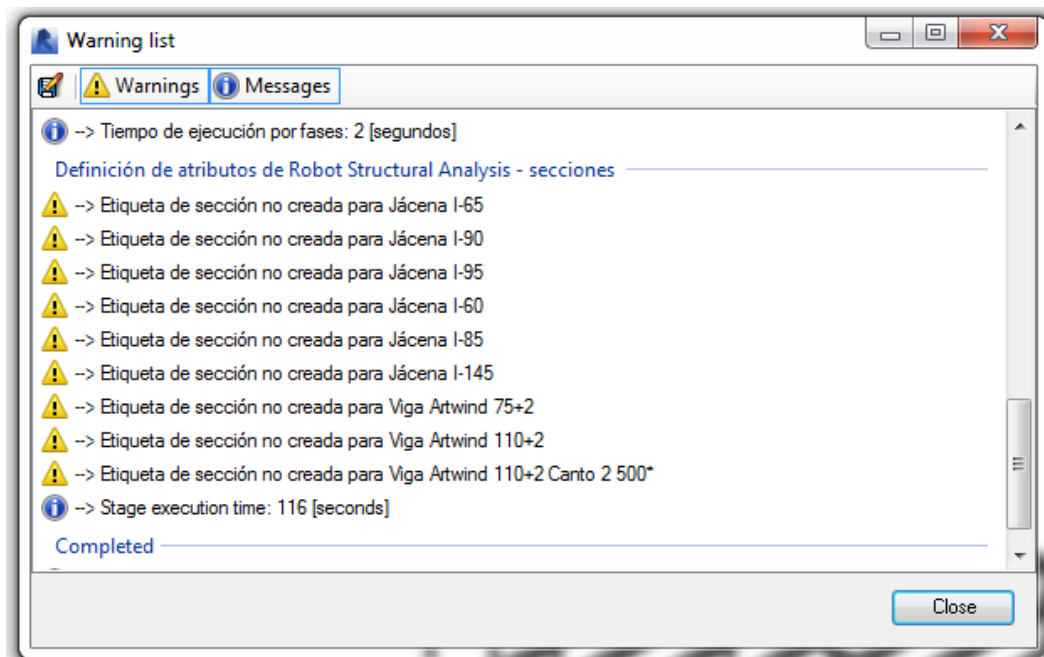 Warning list
Warnings Messages
--> Tiempo de ejecución por fases: 2 [segundos]
Definición de atributos de Robot Structural Analysis - secciones
--> Etiqueta de sección no creada para Jácena I-65
--> Etiqueta de sección no creada para Jácena I-90
--> Etiqueta de sección no creada para Jácena I-95
--> Etiqueta de sección no creada para Jácena I-60
--> Etiqueta de sección no creada para Jácena I-85
--> Etiqueta de sección no creada para Jácena I-145
--> Etiqueta de sección no creada para Viga Artwind 75+2
--> Etiqueta de sección no creada para Viga Artwind 110+2
--> Etiqueta de sección no creada para Viga Artwind 110+2 Canto 2 500*
--> Stage execution time: 116 [seconds]
Completed
Close